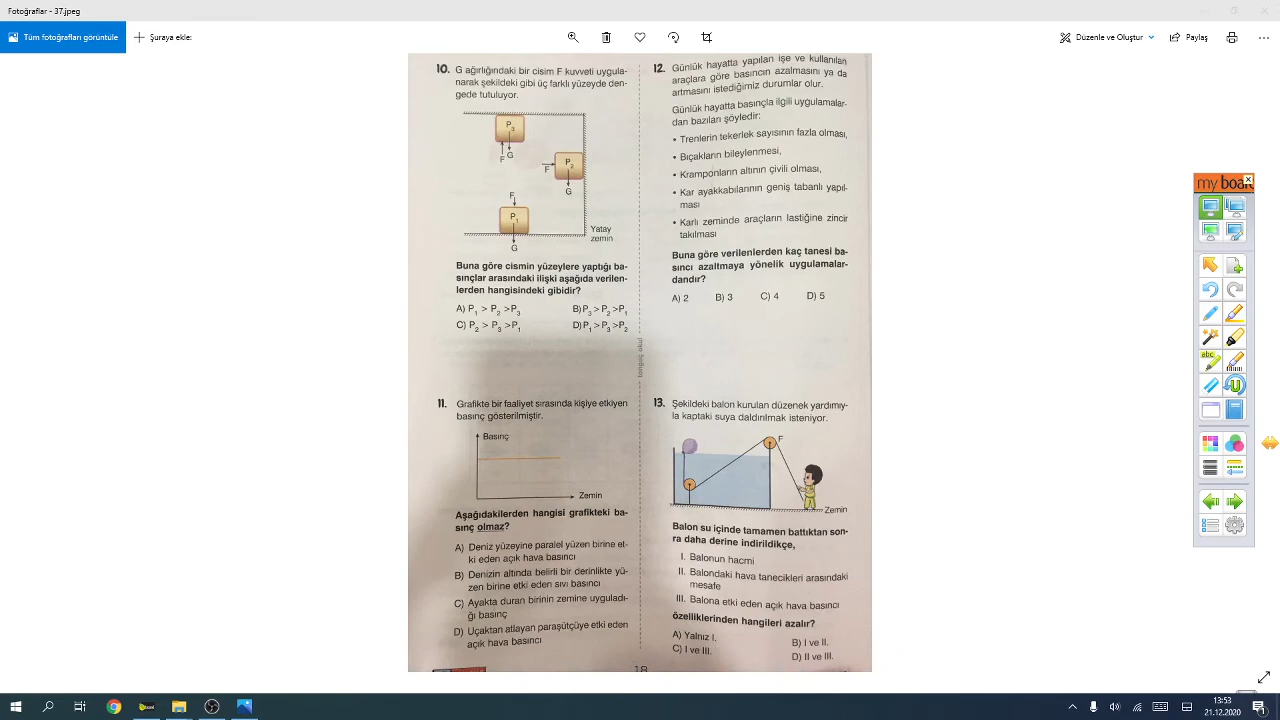 Fotoğraflar - 37.jpeg
Tüm fotoğrafları görüntüle
Şuraya ekle:
Düzenle ve Oluştur
Paylaş
10. G ağırlığındaki bir cisim F kuvveti uygula-
narak şekildeki gibi üç farklı yüzeyde den-
gede tutuluyor.
P3
F G
P2
F
G
F
P1
G
Yatay
zemin
Buna göre cismin yüzeylere yaptığı ba-
sınçlar arasındaki ilişki aşağıda verilen-
lerden hangisindeki gibidir?
A) P1 > P2 >P3
B)P3>P2>P1
C) P2 > P3 >P1
D)P1>P3>P2
11. Grafikte bir faaliyet sırasında kişiye etkiyen
basınç gösterilmiştir.
Basınç
Zemin
Aşağıdakilerden hangisi grafikteki ba-
sınç olmaz?
A) Deniz yüzeyine paralel yüzen birine et-
ki eden açık hava basıncı
B) Denizin altında belirli bir derinlikte yü-
zen birine etki eden sıvı basıncı
C) Ayakta duran birinin zemine uyguladı-
ğı basınç
D) Uçaktan atlayan paraşütçüye etki eden
açık hava basıncı
tonguç okul
12. Günlük hayatta yapılan işe ve kullanılan
araçlara göre basıncın azalmasını ya da
artmasını istediğimiz durumlar olur.
Günlük hayatta basınçla ilgili uygulamalar-
dan bazıları şöyledir:
• Trenlerin tekerlek sayısının fazla olması,
• Bıçakların bileylenmesi,
• Kramponların altının çivili olması,
• Kar ayakkabılarının geniş tabanlı yapıl-
ması
• Karlı zeminde araçların lastiğine zincir
takılması
Buna göre verilenlerden kaç tanesi ba-
sıncı azaltmaya yönelik uygulamalar-
dandır?
A) 2 B) 3 C) 4 D) 5
13. Şekildeki balon kurulan düzenek yardımıy-
la kaptaki suya daldırılmak isteniyor.
F
Zemin
Balon su içinde tamamen battıktan son-
ra daha derine indirildikçe,
I. Balonun hacmi
II. Balondaki hava tanecikleri arasındaki
mesafe
III. Balona etki eden açık hava basıncı
özelliklerinden hangileri azalır?
A) Yalnız I.
B) I ve II.
C) I ve III.
D) II ve III.
18
my board
abc
13:53
21.12.2020